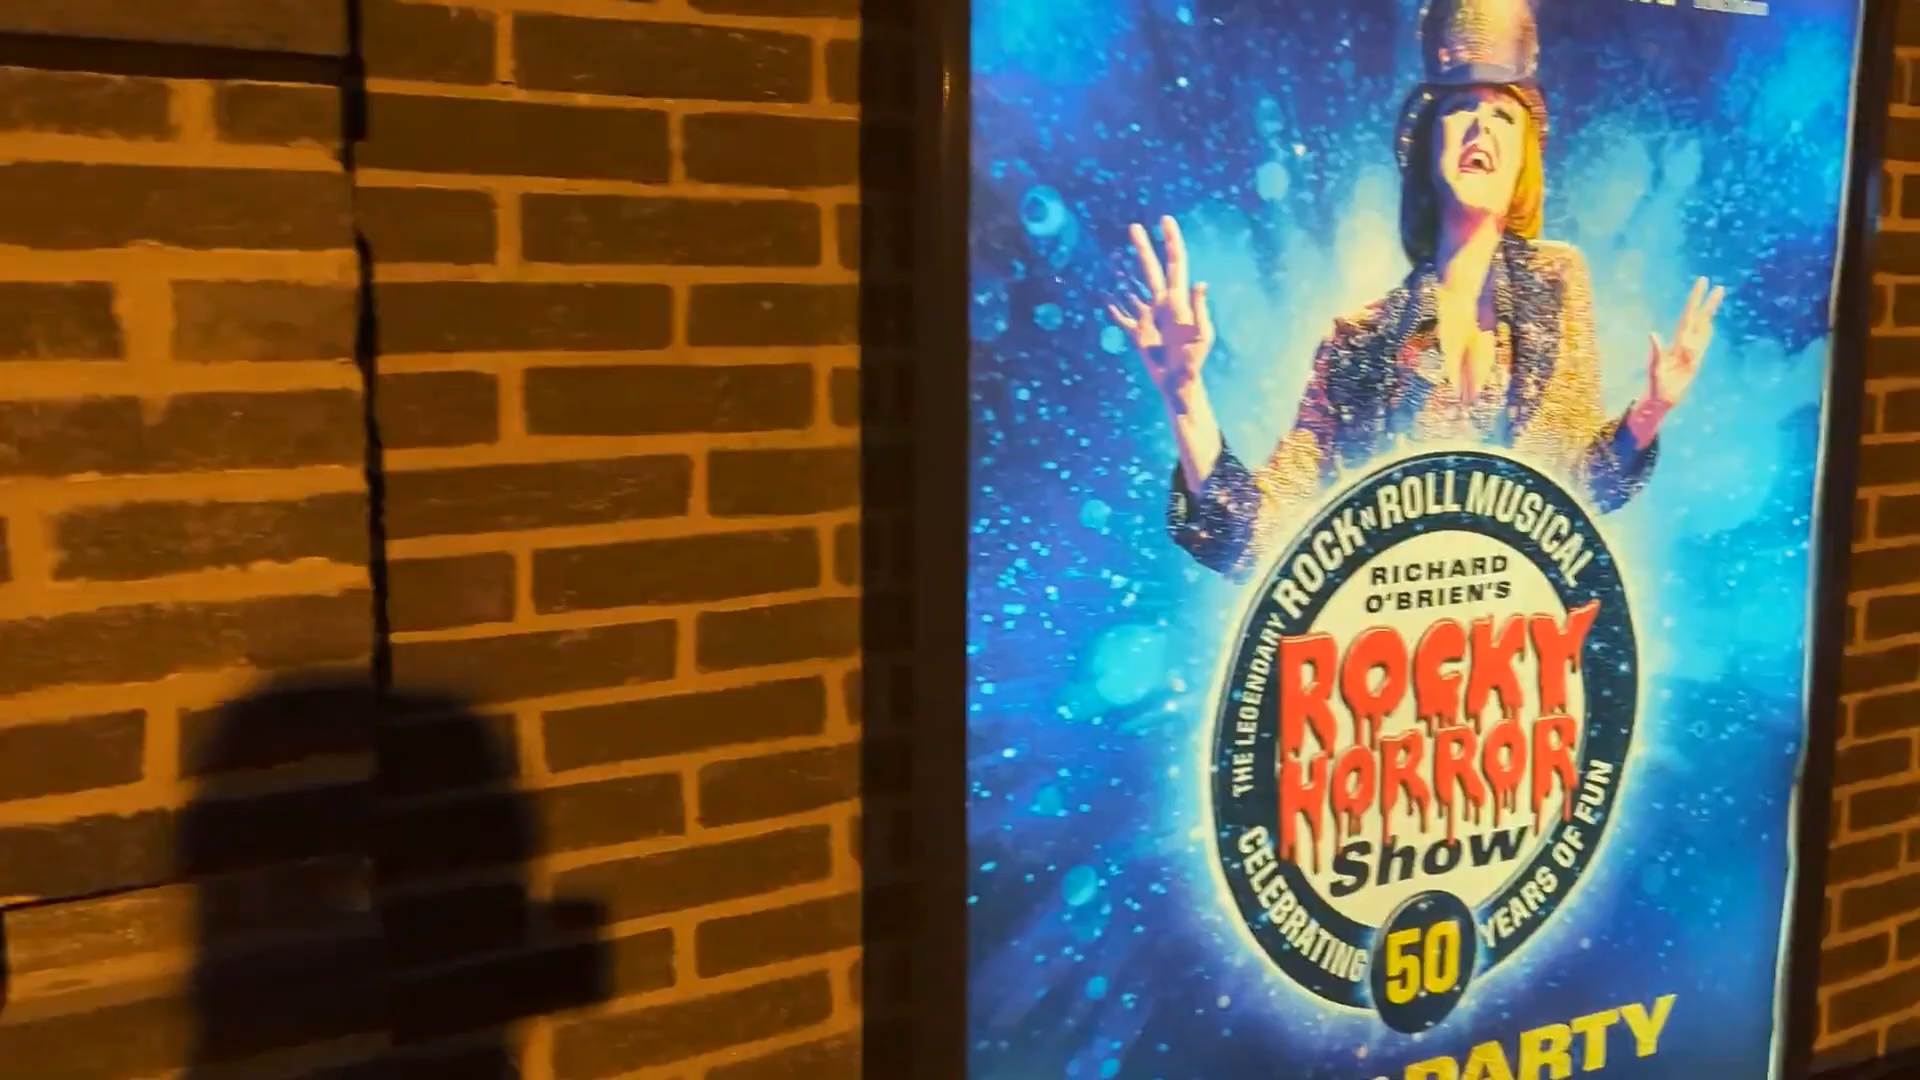 THE LEGENDARY ROCK N ROLL MUSICAL
RICHARD
O'BRIEN'S
ROCKY
HORROR
Show
CELEBRATING 50 YEARS OF FUN
PARTY